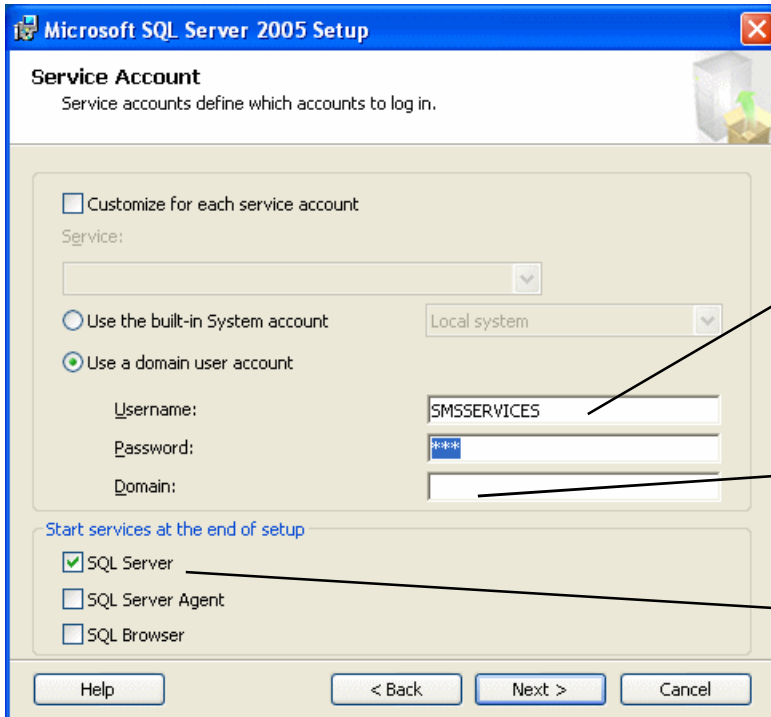 Microsoft SQL Server 2005 Setup
Service Account
Service accounts define which accounts to log in.
Customize for each service account
Service:
Use the built-in System account
Local system
Use a domain user account
Username:
SMSSERVICES
Password:
***
Domain:
Start services at the end of setup
SQL Server
SQL Server Agent
SQL Browser
Help
< Back
Next >
Cancel